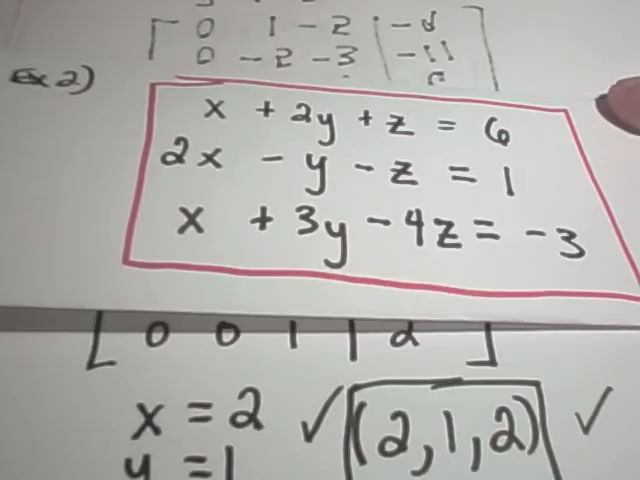 0 1 -2 | -8
0 -2 -3 | -11
Ex 2)
x + 2y + z = 6
2x - y - z = 1
x + 3y - 4z = -3
[ 0 0 1 | 2 ]
x = 2 ✓ (2,1,2) ✓
y = 1